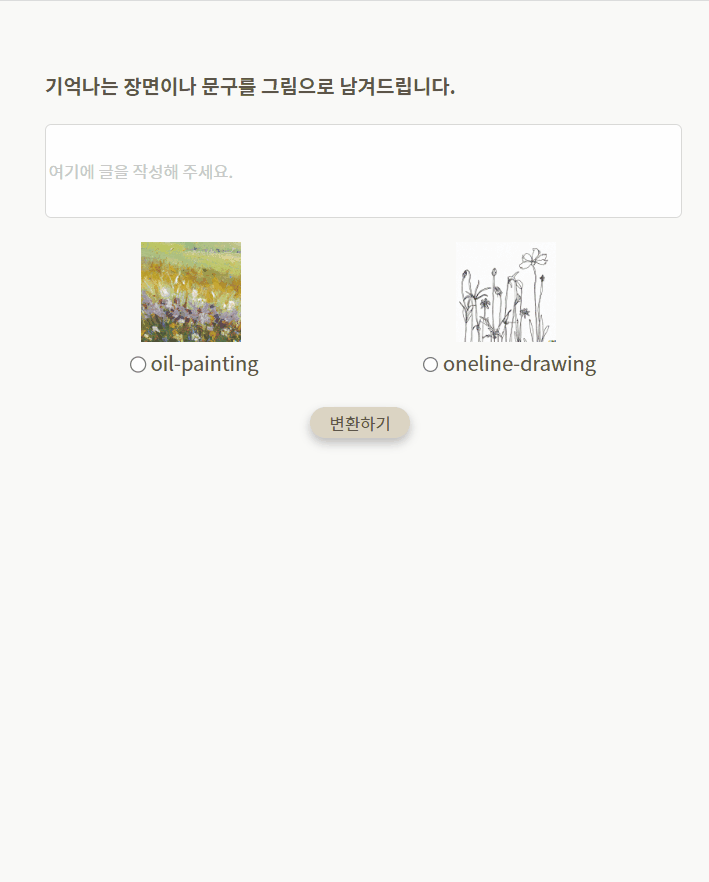 기억나는 장면이나 문구를 그림으로 남겨드립니다.
여기에 글을 작성해 주세요.
oil-painting
oneline-drawing
변환하기